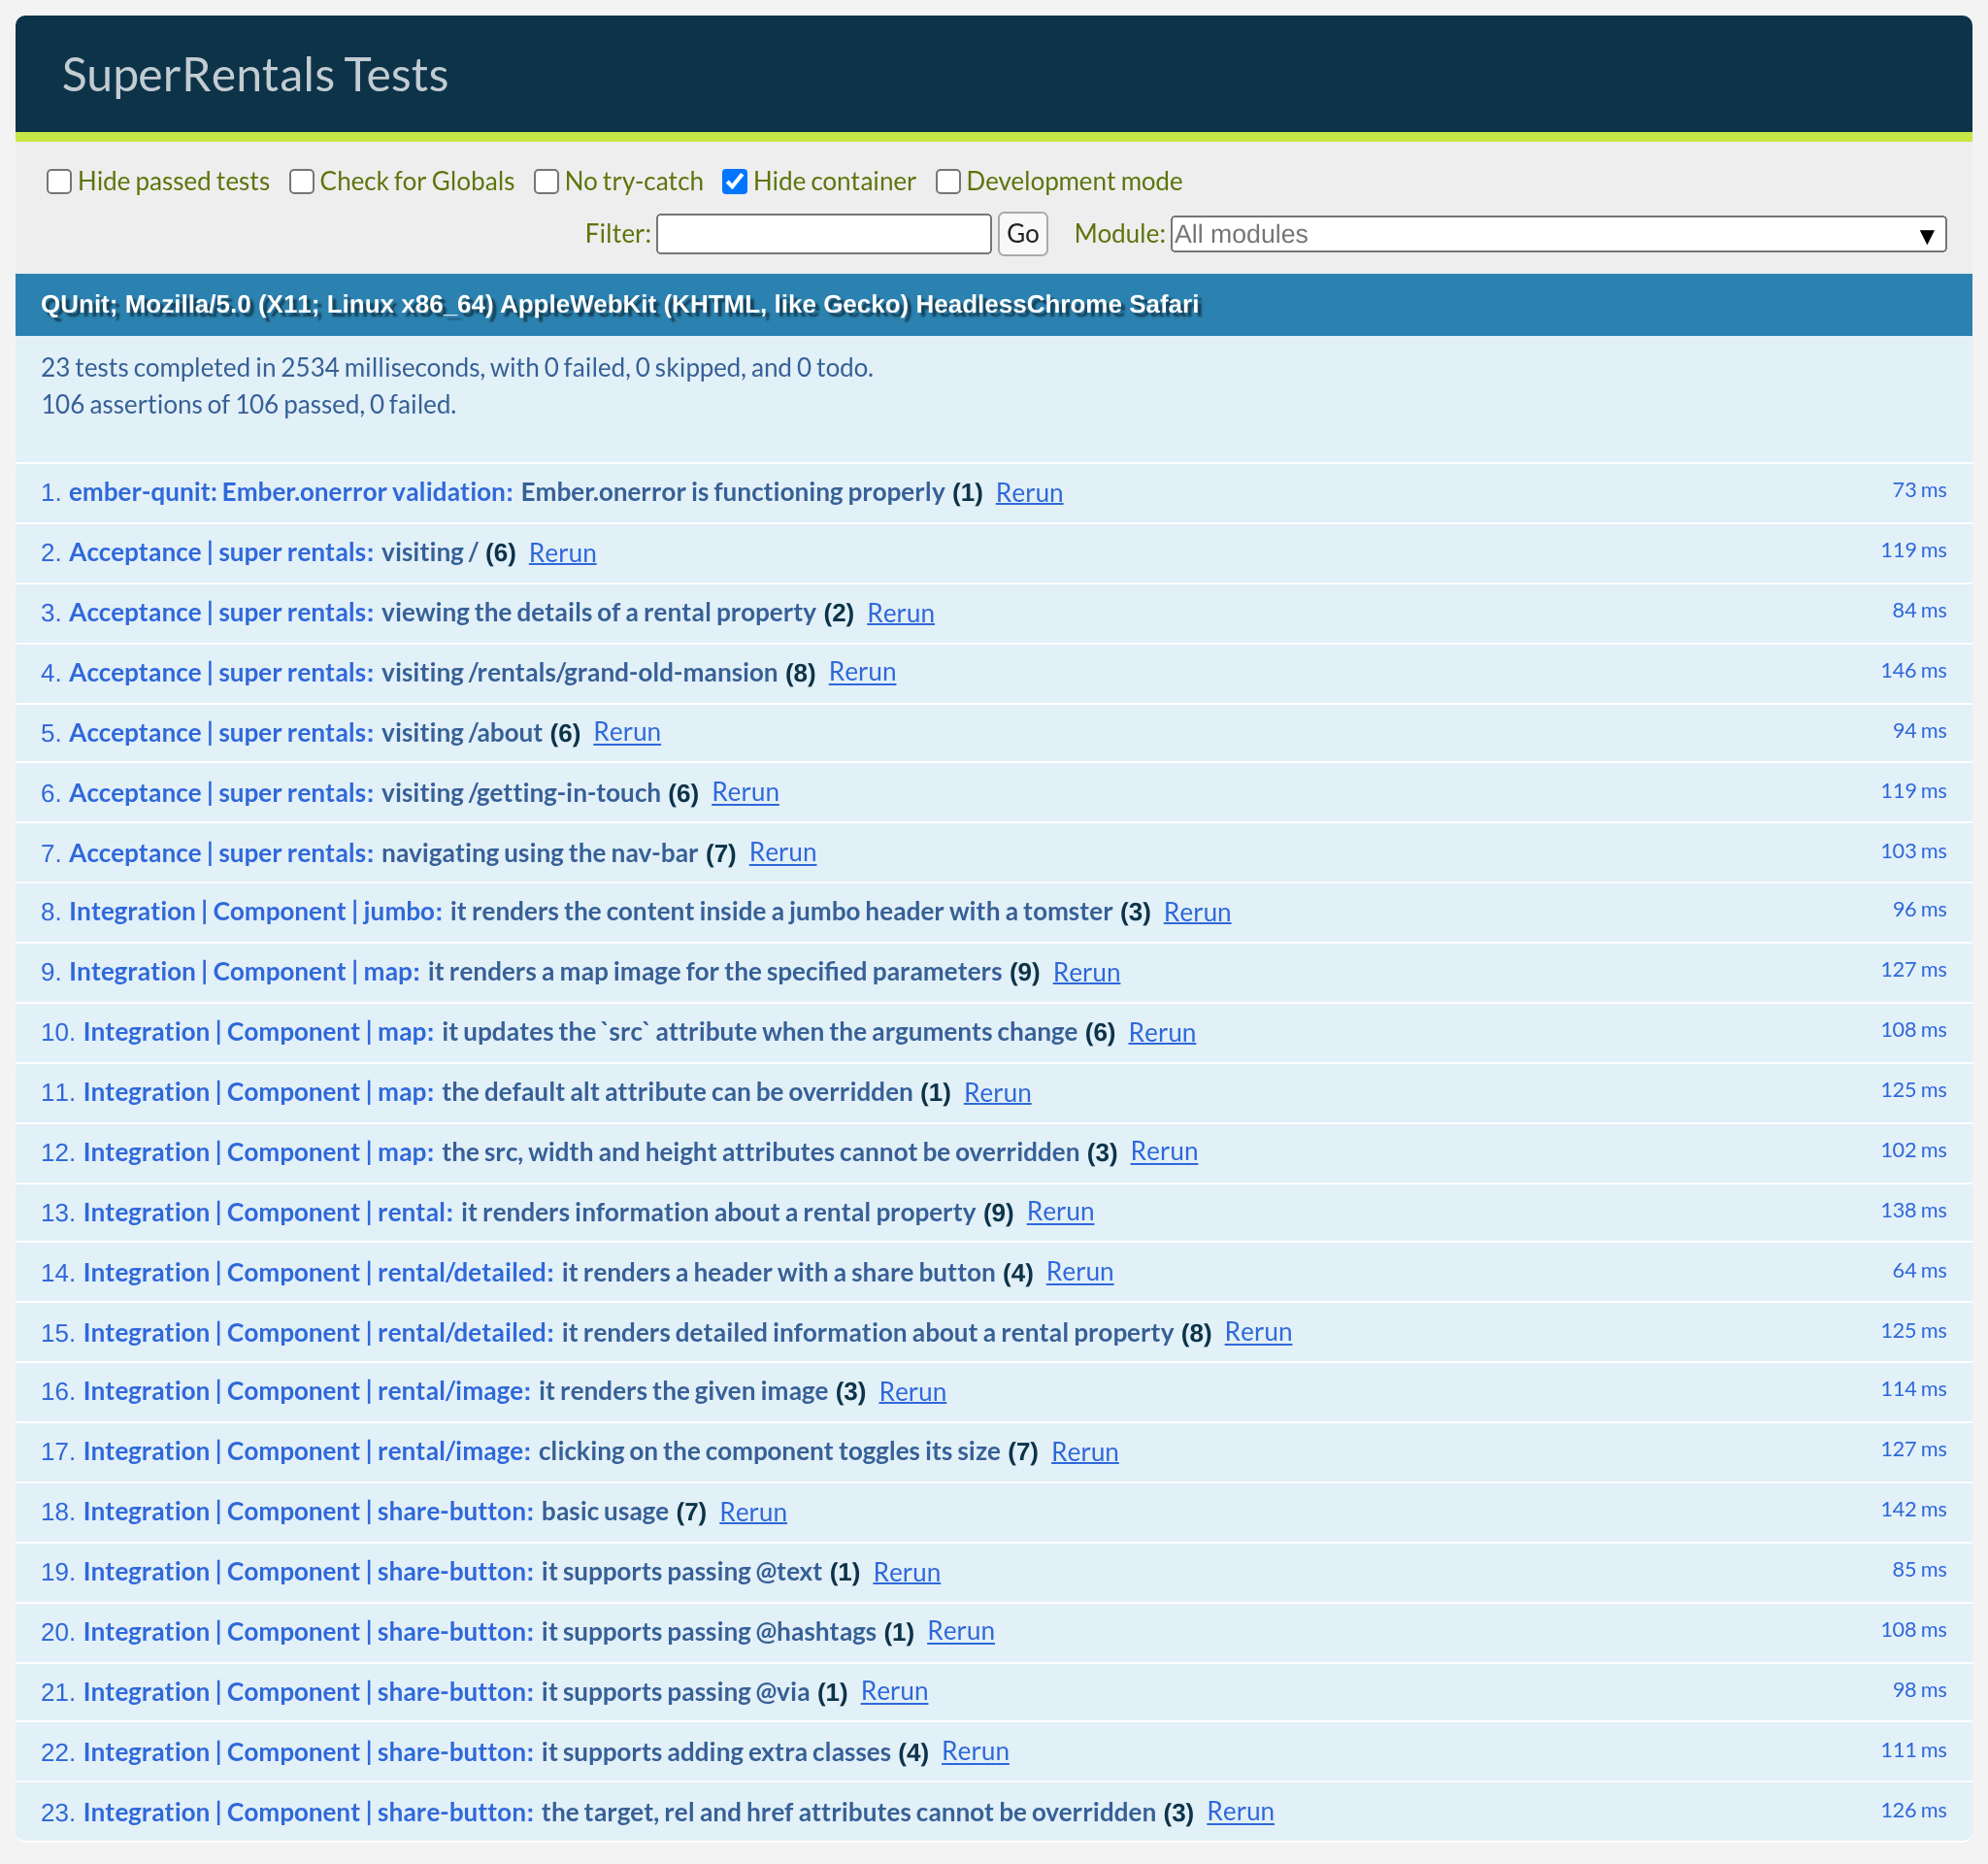 SuperRentals Tests
Hide passed tests Check for Globals No try-catch Hide container Development mode
Filter: Go Module: All modules ▼
QUnit; Mozilla/5.0 (X11; Linux x86_64) AppleWebKit (KHTML, like Gecko) HeadlessChrome Safari
23 tests completed in 2534 milliseconds, with 0 failed, 0 skipped, and 0 todo.
106 assertions of 106 passed, 0 failed.
1. ember-qunit: Ember.onerror validation: Ember.onerror is functioning properly (1) Rerun 73 ms
2. Acceptance | super rentals: visiting / (6) Rerun 119 ms
3. Acceptance | super rentals: viewing the details of a rental property (2) Rerun 84 ms
4. Acceptance | super rentals: visiting /rentals/grand-old-mansion (8) Rerun 146 ms
5. Acceptance | super rentals: visiting /about (6) Rerun 94 ms
6. Acceptance | super rentals: visiting /getting-in-touch (6) Rerun 119 ms
7. Acceptance | super rentals: navigating using the nav-bar (7) Rerun 103 ms
8. Integration | Component | jumbo: it renders the content inside a jumbo header with a tomster (3) Rerun 96 ms
9. Integration | Component | map: it renders a map image for the specified parameters (9) Rerun 127 ms
10. Integration | Component | map: it updates the `src` attribute when the arguments change (6) Rerun 108 ms
11. Integration | Component | map: the default alt attribute can be overridden (1) Rerun 125 ms
12. Integration | Component | map: the src, width and height attributes cannot be overridden (3) Rerun 102 ms
13. Integration | Component | rental: it renders information about a rental property (9) Rerun 138 ms
14. Integration | Component | rental/detailed: it renders a header with a share button (4) Rerun 64 ms
15. Integration | Component | rental/detailed: it renders detailed information about a rental property (8) Rerun 125 ms
16. Integration | Component | rental/image: it renders the given image (3) Rerun 114 ms
17. Integration | Component | rental/image: clicking on the component toggles its size (7) Rerun 127 ms
18. Integration | Component | share-button: basic usage (7) Rerun 142 ms
19. Integration | Component | share-button: it supports passing @text (1) Rerun 85 ms
20. Integration | Component | share-button: it supports passing @hashtags (1) Rerun 108 ms
21. Integration | Component | share-button: it supports passing @via (1) Rerun 98 ms
22. Integration | Component | share-button: it supports adding extra classes (4) Rerun 111 ms
23. Integration | Component | share-button: the target, rel and href attributes cannot be overridden (3) Rerun 126 ms